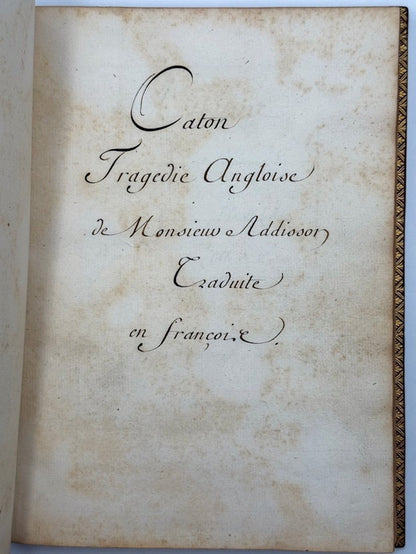 Caton
Tragedie Angloise
de Monsieur Addisson
Traduite
en françoise.